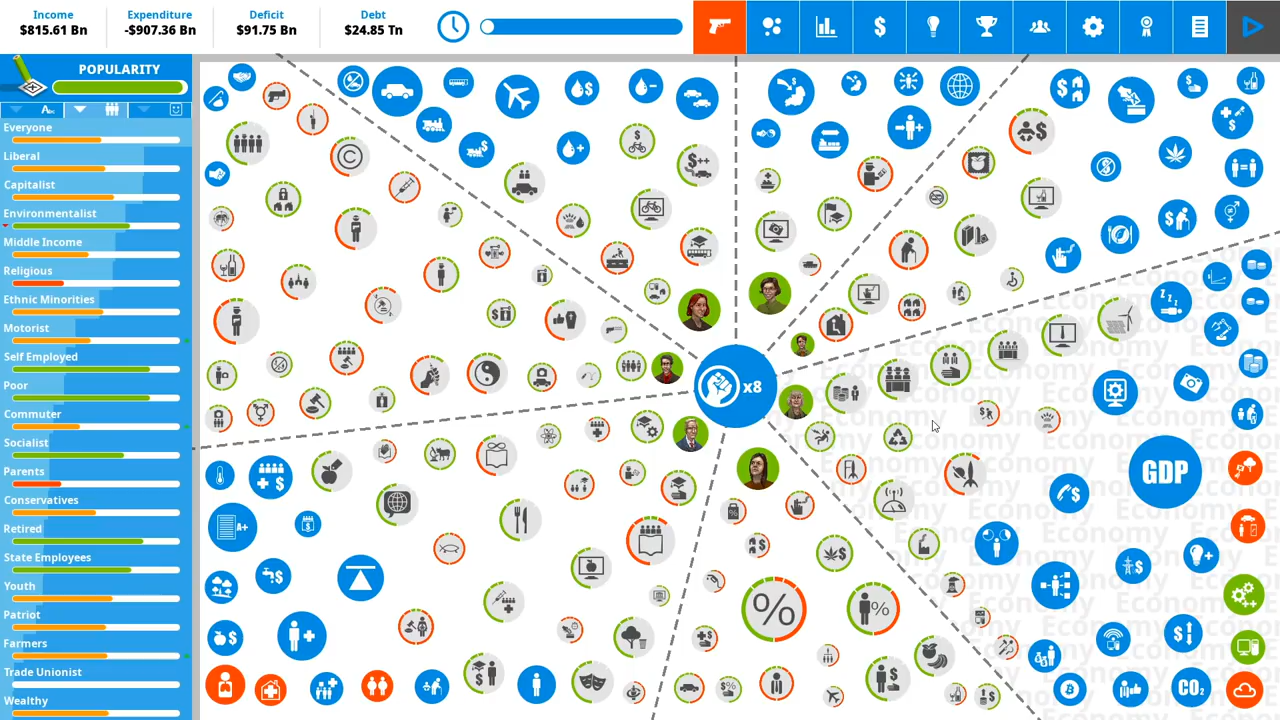 Income
Expenditure
Deficit
Debt
$815.61 Bn
-$907.36 Bn
$91.75 Bn
$24.85 Tn
POPULARITY
Everyone
Liberal
Capitalist
Environmentalist
Middle Income
Religious
Ethnic Minorities
Motorist
Self Employed
Poor
Commuter
Socialist
Parents
Conservatives
Retired
State Employees
Youth
Patriot
Farmers
Trade Unionist
Wealthy
x8
GDP
CO₂
A+
Economy